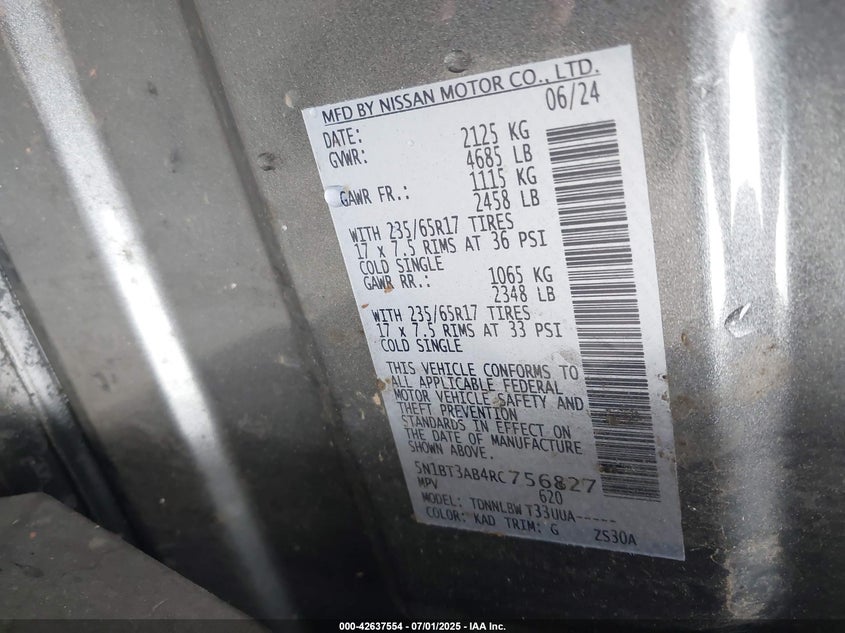 MFD BY NISSAN MOTOR CO., LTD.
DATE: 06/24
GVWR: 2125 KG
4685 LB
GAWR FR.: 1115 KG
2458 LB
WITH 235/65R17 TIRES
17 x 7.5 RIMS AT 36 PSI
COLD SINGLE
GAWR RR.: 1065 KG
2348 LB
WITH 235/65R17 TIRES
17 x 7.5 RIMS AT 33 PSI
COLD SINGLE
THIS VEHICLE CONFORMS TO
ALL APPLICABLE FEDERAL
MOTOR VEHICLE SAFETY AND
THEFT PREVENTION
STANDARDS IN EFFECT ON
THE DATE OF MANUFACTURE
SHOWN ABOVE.
5N1BT3AB4RC756827
MPV 620
MODEL: TDNNLBW T33UUA-----
COLOR: KAD TRIM: G ZS30A
000-42637554 - 07/01/2025 - IAA Inc.